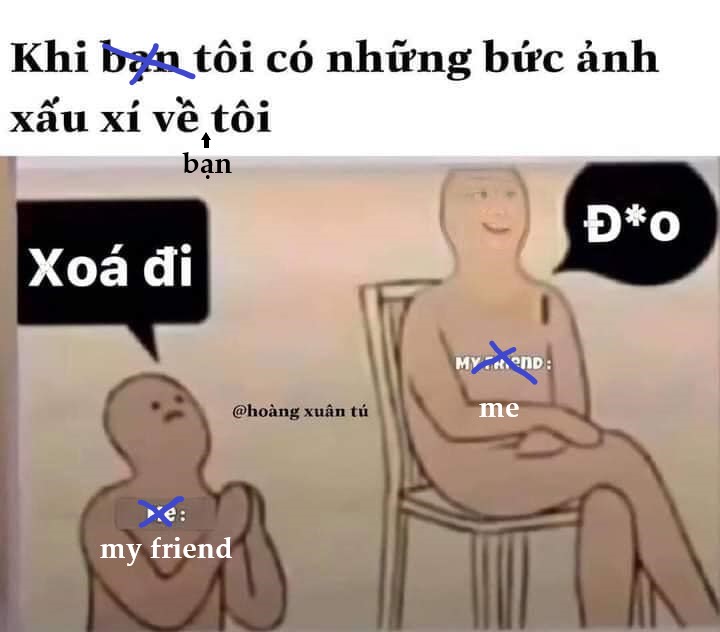 Khi bạn tôi có những bức ảnh
xấu xí về tôi
bạn
Xoá đi
Đ*o
MY FRIEND:
me
@hoàng xuân tú
Me:
my friend